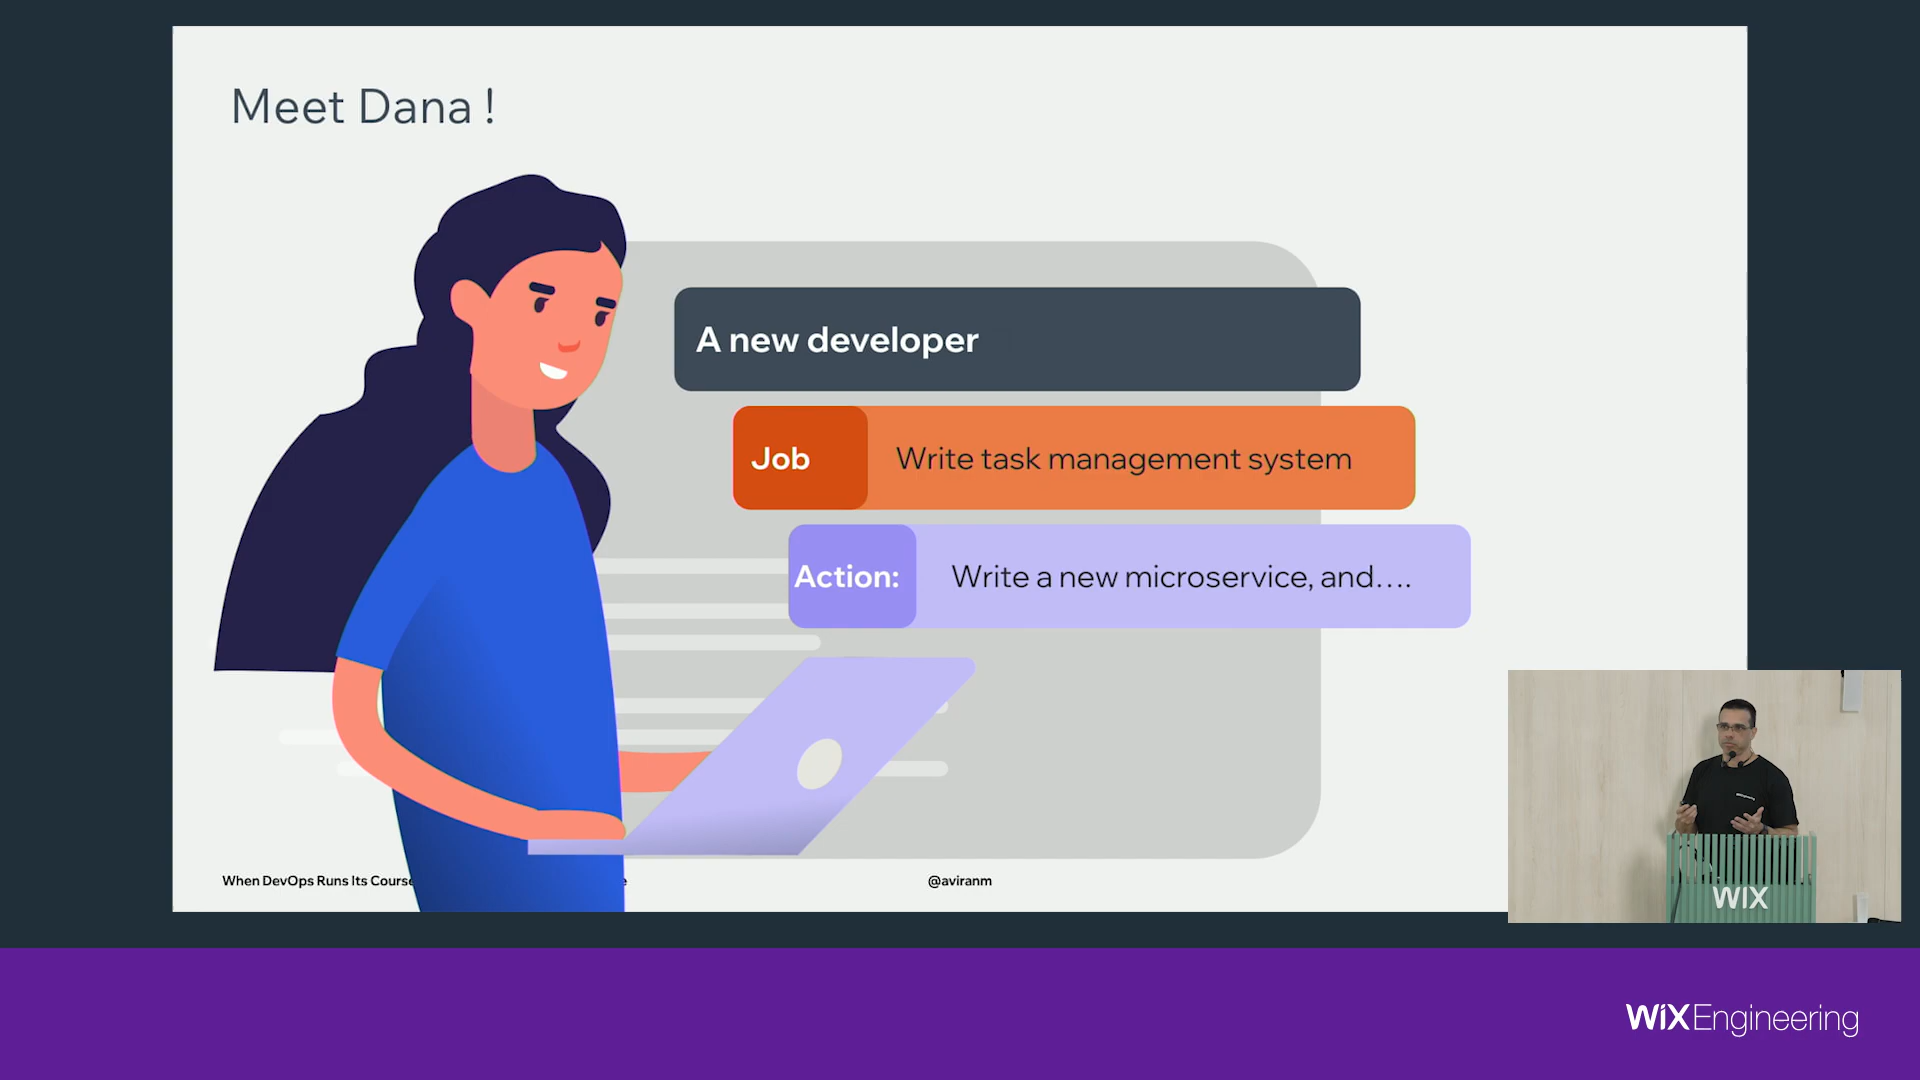 Meet Dana !
A new developer
Job
Write task management system
Action:
Write a new microservice, and....
When DevOps Runs Its Course
@aviranm
WIX
WIX Engineering